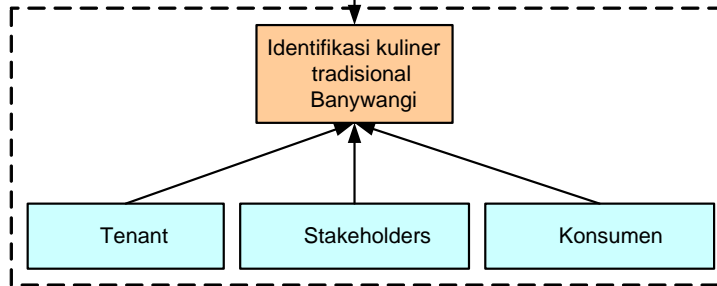 Identifikasi kuliner
tradisional
Banywangi
Tenant
Stakeholders
Konsumen